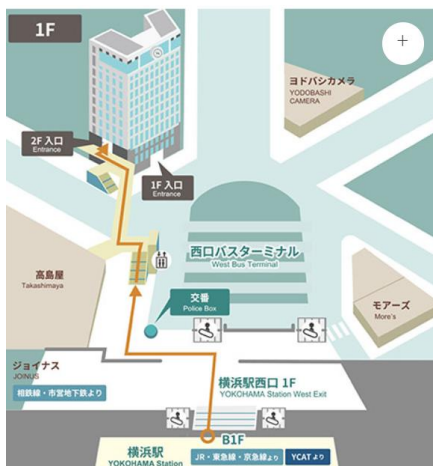 1F
+
ヨドバシカメラ
YODOBASHI
CAMERA
2F 入口
Entrance
1F 入口
Entrance
西口バスターミナル
West Bus Terminal
高島屋
Takashimaya
交番
Police Box
モアーズ
More's
ジョイナス
JOINUS
相鉄線・市営地下鉄より
横浜駅西口 1F
YOKOHAMA Station West Exit
B1F
横浜駅
YOKOHAMA Station
JR・東急線・京急線より
YCAT より